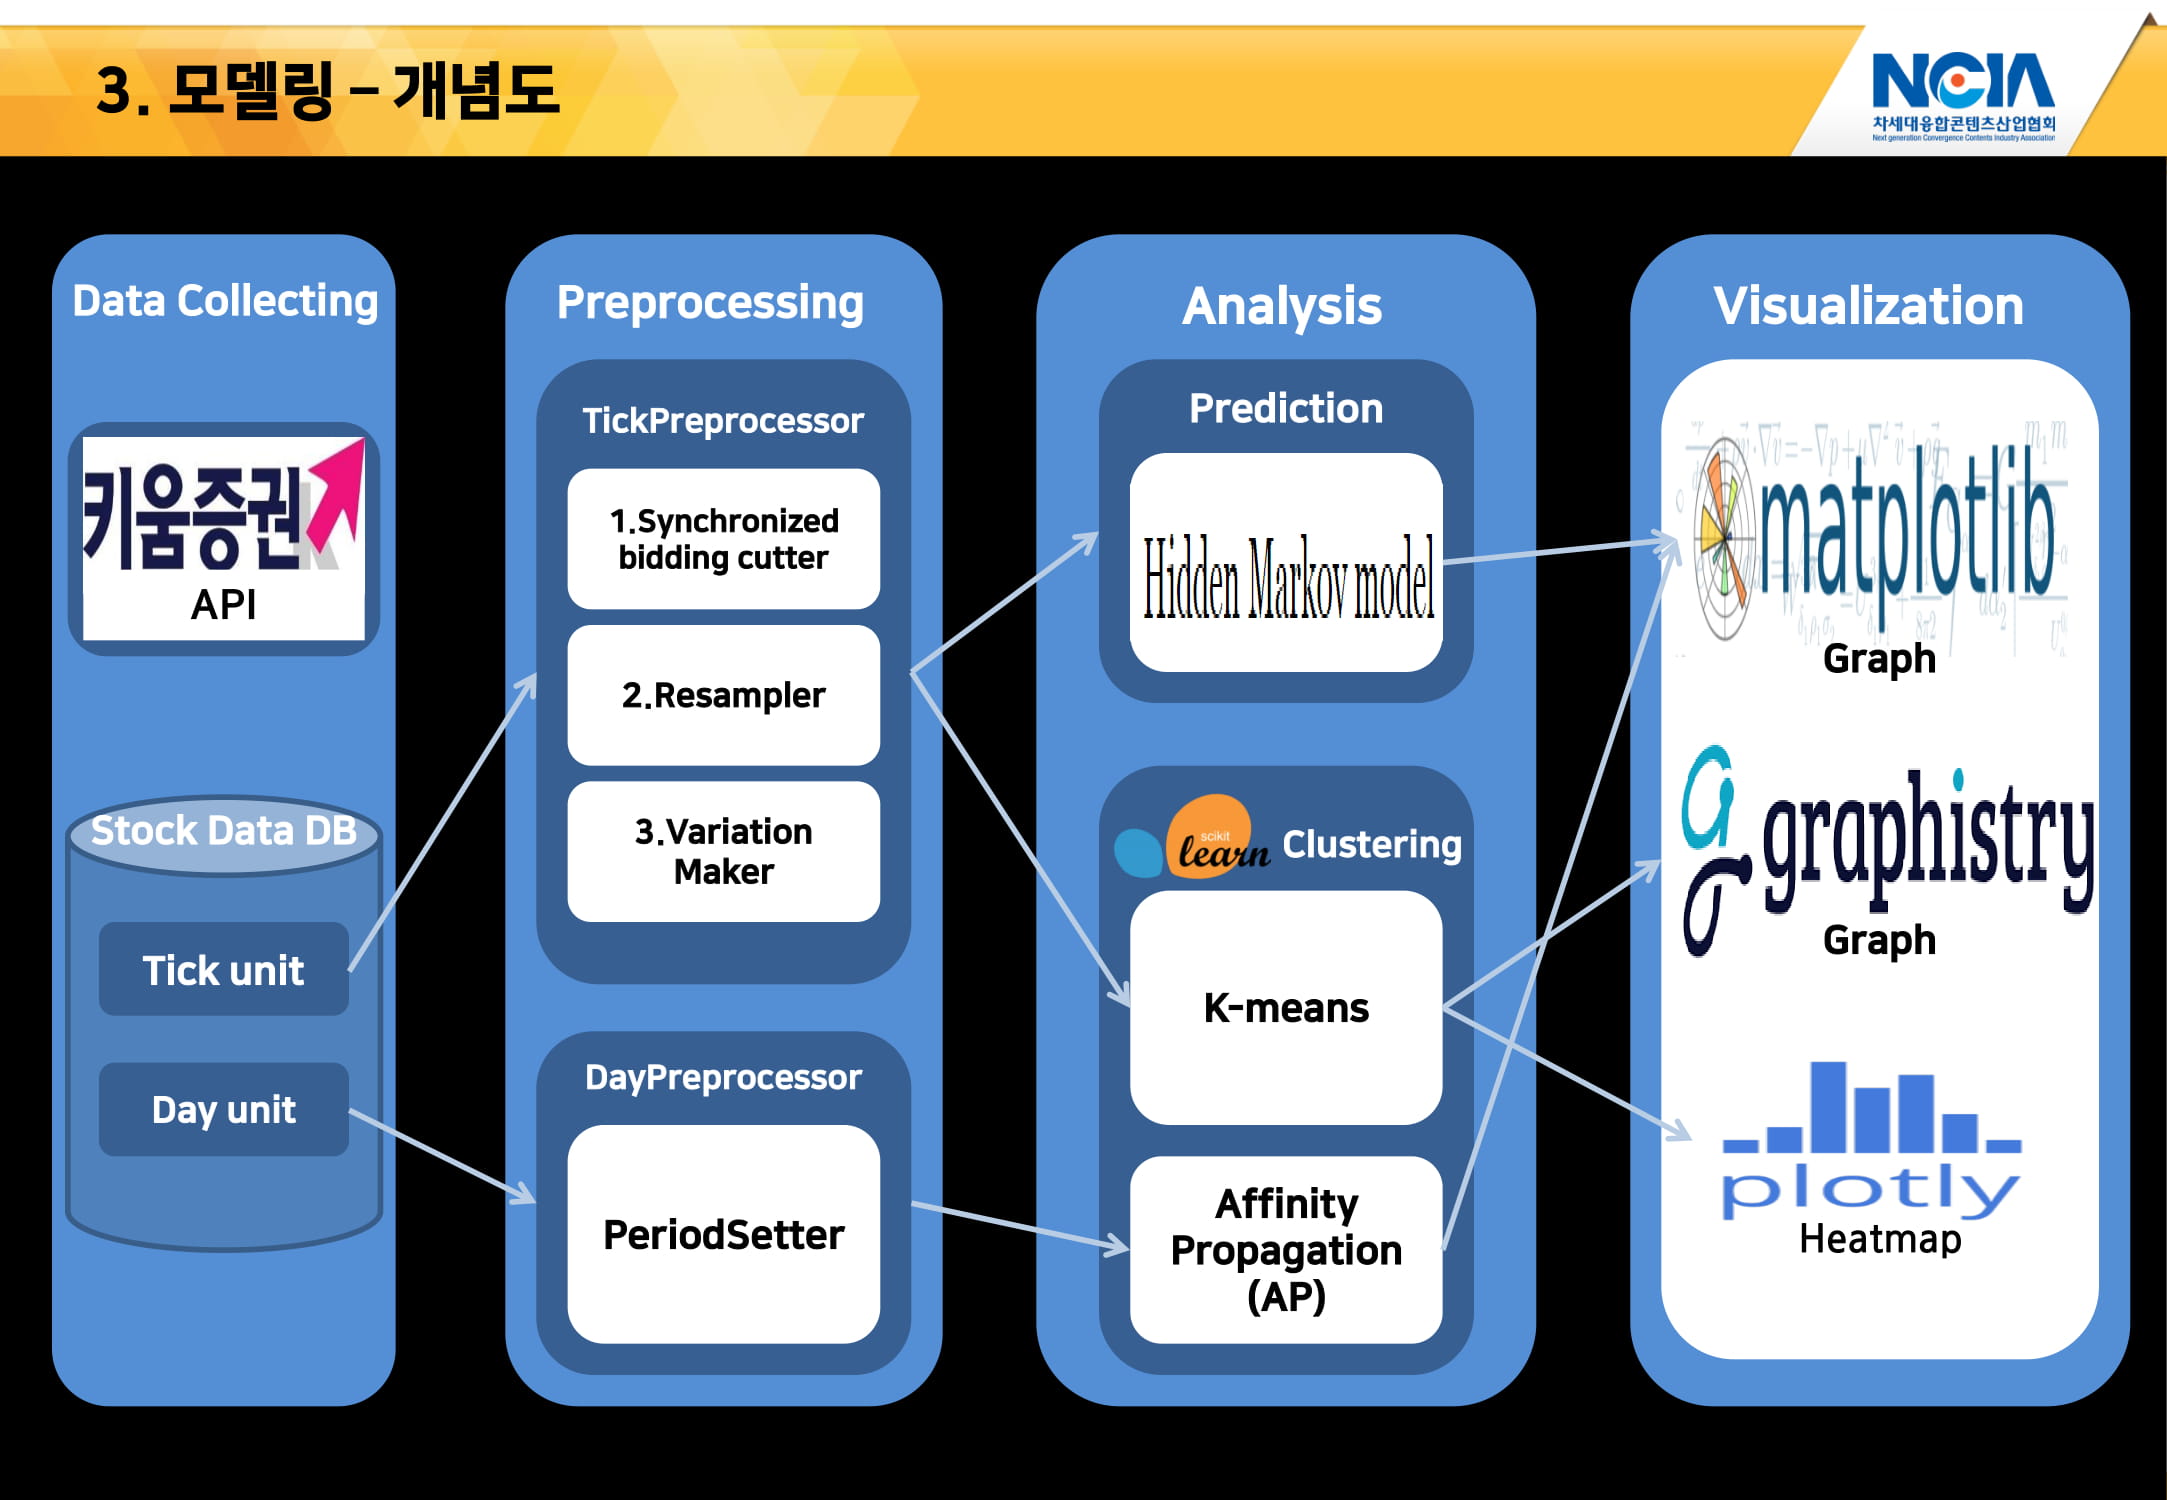 3. 모델링 – 개념도
NCIA
차세대융합콘텐츠산업협회
Next generation Convergence Contents Industry Association
Data Collecting
키움증권
API
Stock Data DB
Tick unit
Day unit
Preprocessing
TickPreprocessor
1.Synchronized
bidding cutter
2.Resampler
3.Variation
Maker
DayPreprocessor
PeriodSetter
Analysis
Prediction
Hidden Markov model
scikit
learn
Clustering
K-means
Affinity
Propagation
(AP)
Visualization
matplotlib
Graph
graphistry
Graph
plotly
Heatmap